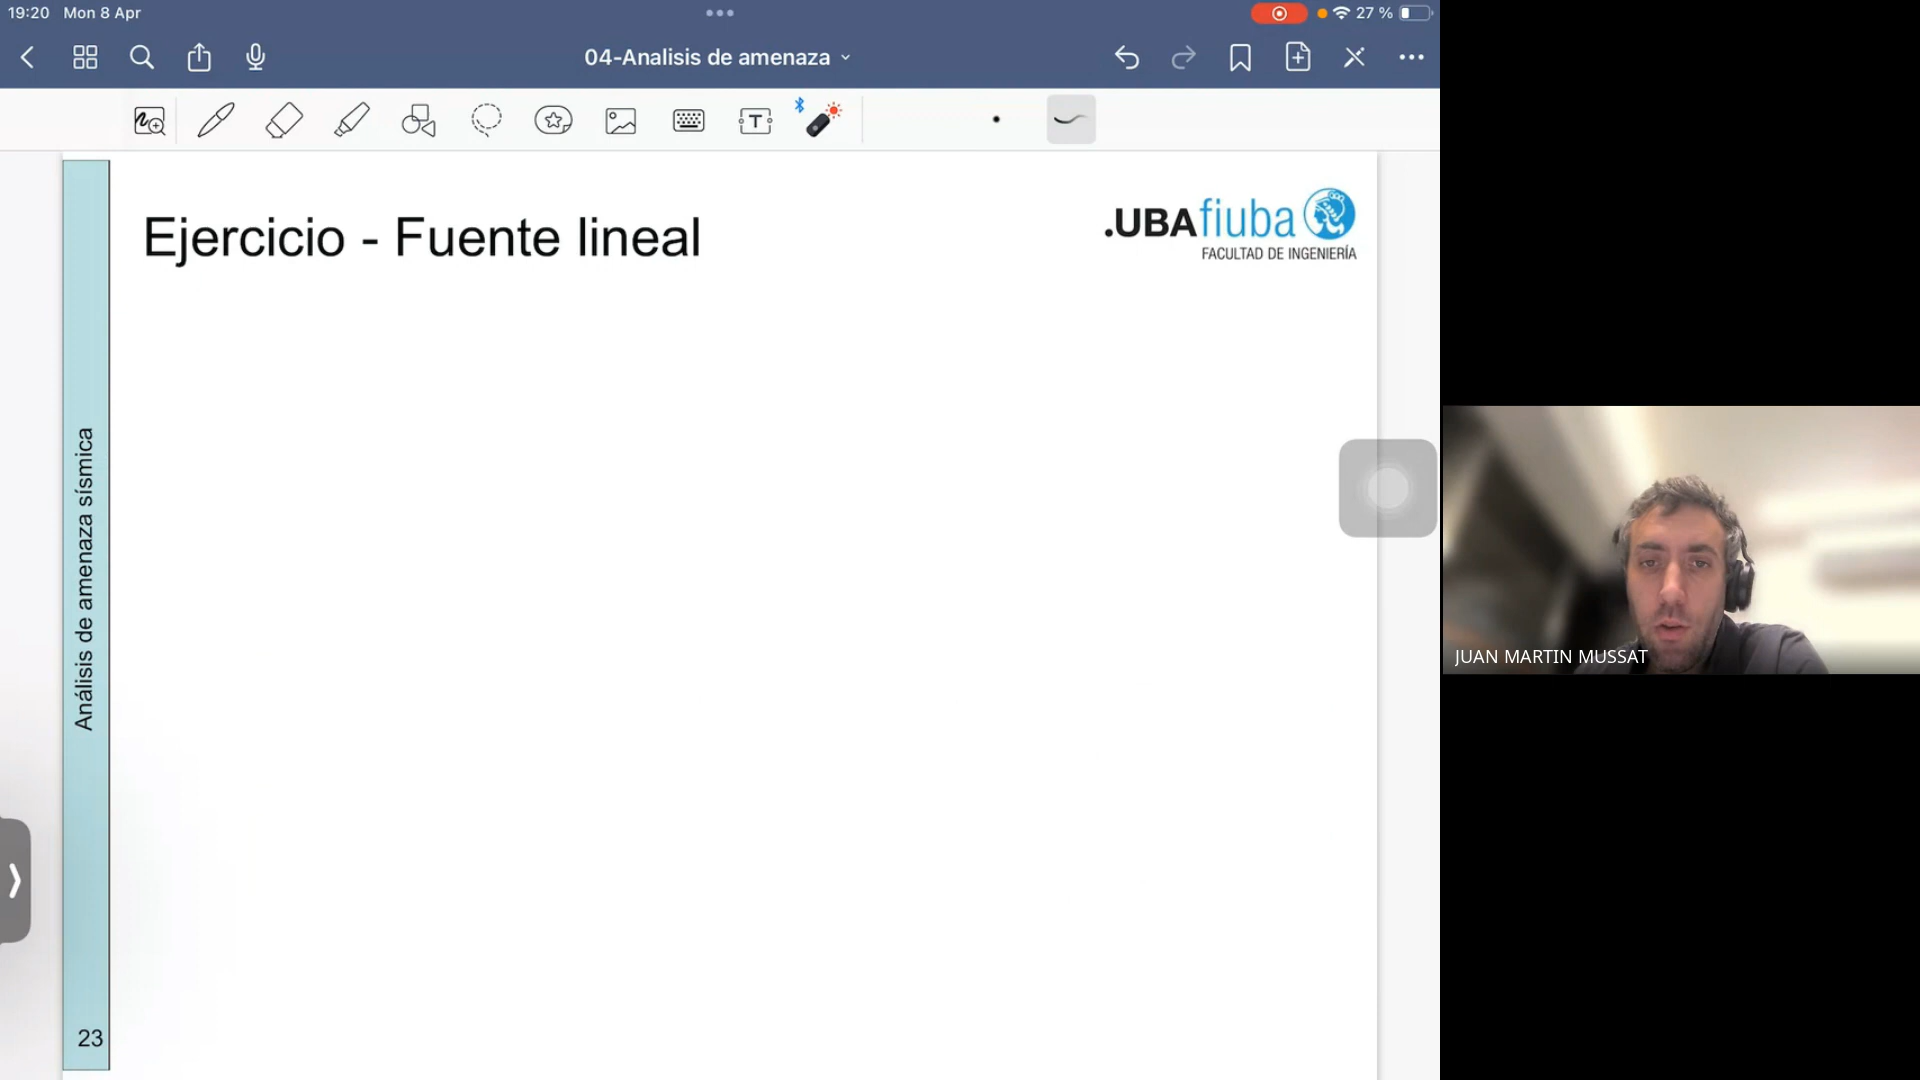 19:20 Mon 8 Apr
27 %
04-Analisis de amenaza
T
Ejercicio - Fuente lineal
.UBAfiuba
FACULTAD DE INGENIERÍA
Análisis de amenaza sísmica
23
JUAN MARTIN MUSSAT